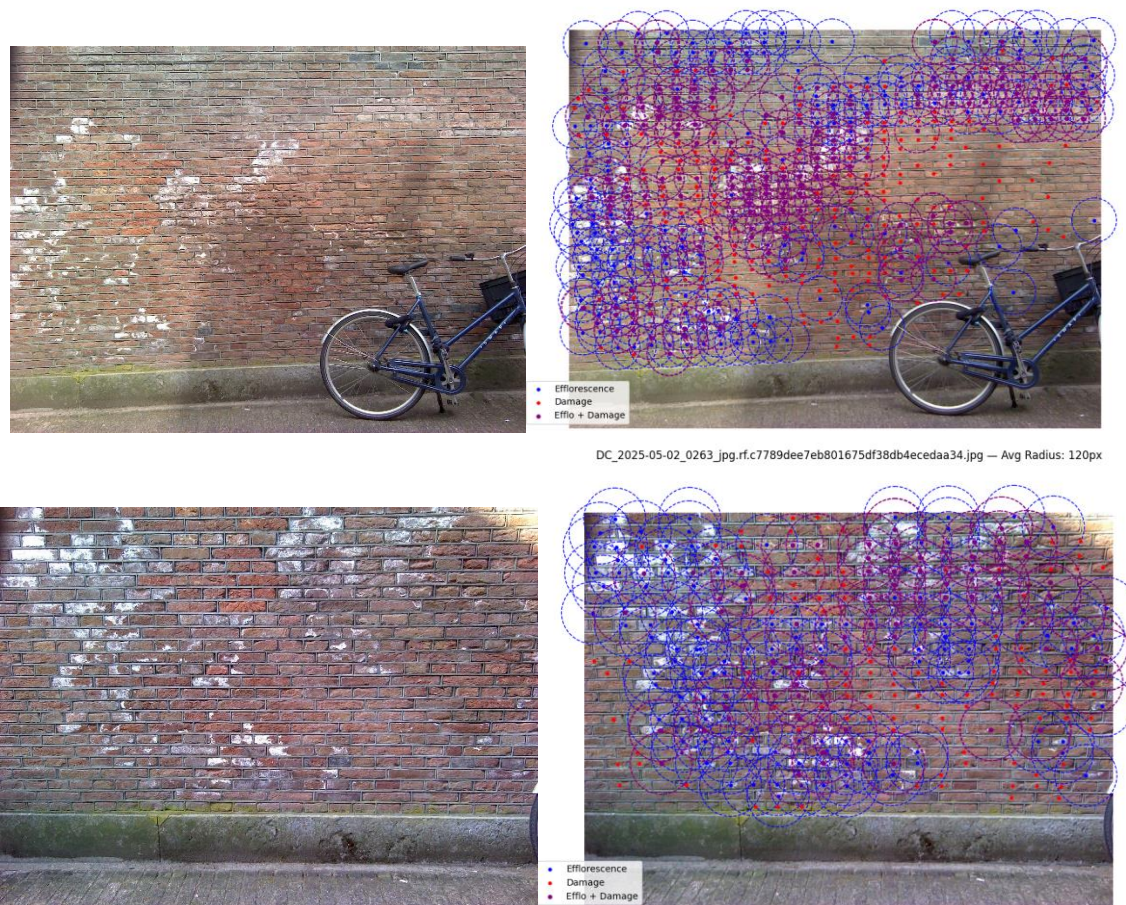 Efflorescence
Damage
Efflo + Damage
DC_2025-05-02_0263_jpg.rf.c7789dee7eb801675df38db4ecedaa34.jpg — Avg Radius: 120px
Efflorescence
Damage
Efflo + Damage